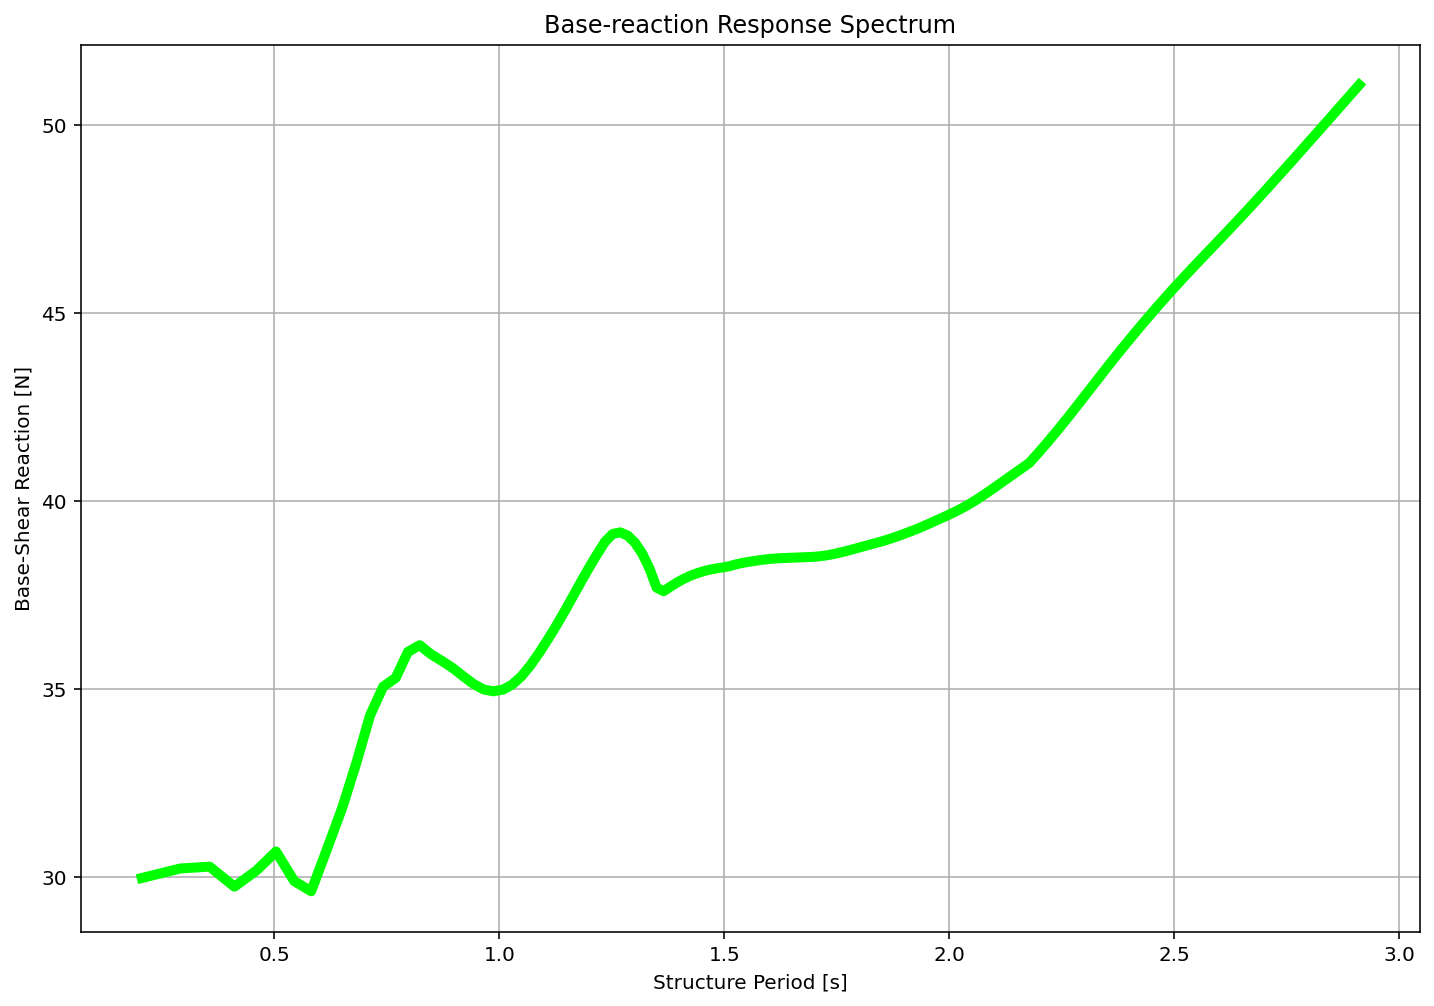 Base-reaction Response Spectrum
Base-Shear Reaction [N]
50
45
40
35
30
0.5 1.0 1.5 2.0 2.5 3.0
Structure Period [s]